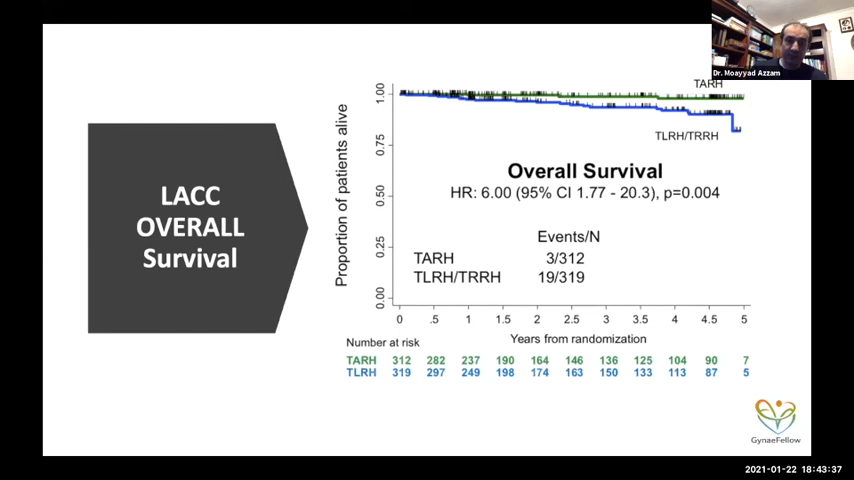 Dr. Moayyad Azzam
LACC
OVERALL
Survival
Proportion of patients alive
1.00
0.75
0.50
0.25
0.00
TARH
TLRH/TRRH
Overall Survival
HR: 6.00 (95% CI 1.77 - 20.3), p=0.004
Events/N
TARH 3/312
TLRH/TRRH 19/319
0 .5 1 1.5 2 2.5 3 3.5 4 4.5 5
Years from randomization
Number at risk
TARH 312 282 237 190 164 146 136 125 104 90 7
TLRH 319 297 249 198 174 163 150 133 113 87 5
GynaeFellow
2021-01-22 18:43:37